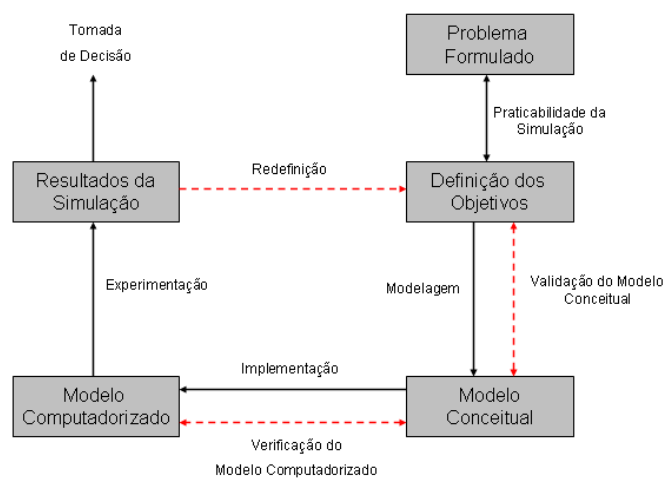 Tomada
de Decisão
Problema
Formulado
Praticabilidade da
Simulação
Resultados da
Simulação
Redefinição
Definição dos
Objetivos
Experimentação
Modelagem
Validação do Modelo
Conceitual
Modelo
Computadorizado
Implementação
Modelo
Conceitual
Verificação do
Modelo Computadorizado